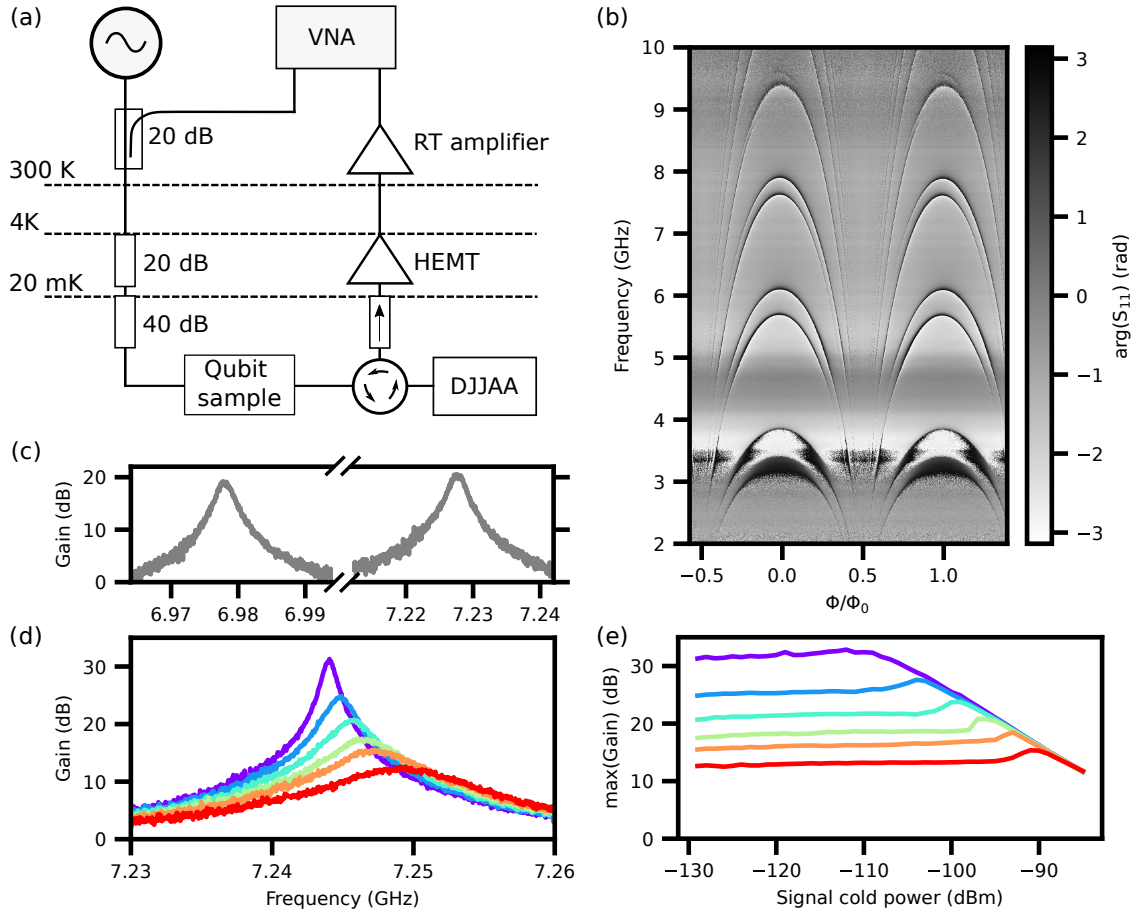 (a)
VNA
20 dB
RT amplifier
300 K
4K
20 dB
HEMT
20 mK
40 dB
Qubit
sample
DJJAA
(b)
10
9
8
7
6
5
4
3
2
Frequency (GHz)
−0.5
0.0
0.5
1.0
Φ/Φ0
3
2
1
0
−1
−2
−3
arg(S11) (rad)
(c)
20
10
0
Gain (dB)
6.97
6.98
6.99
7.22
7.23
7.24
(d)
30
20
10
0
Gain (dB)
7.23
7.24
7.25
7.26
Frequency (GHz)
(e)
30
20
10
0
max(Gain) (dB)
−130
−120
−110
−100
−90
Signal cold power (dBm)